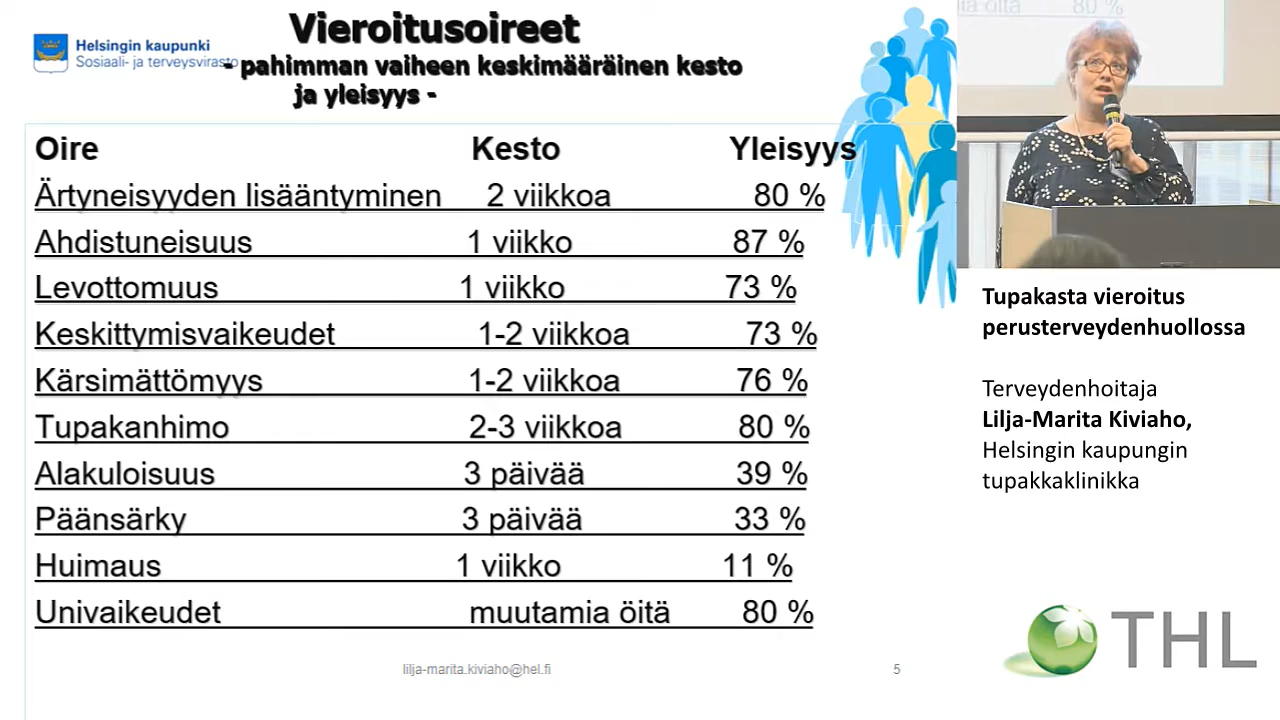 Vieroitusoireet
- pahimman vaiheen keskimääräinen kesto
ja yleisyys -
Helsingin kaupunki
Sosiaali- ja terveysvirasto
Oire Kesto Yleisyys
Ärtyneisyyden lisääntyminen 2 viikkoa 80 %
Ahdistuneisuus 1 viikko 87 %
Levottomuus 1 viikko 73 %
Keskittymisvaikeudet 1-2 viikkoa 73 %
Kärsimättömyys 1-2 viikkoa 76 %
Tupakanhimo 2-3 viikkoa 80 %
Alakuloisuus 3 päivää 39 %
Päänsärky 3 päivää 33 %
Huimaus 1 viikko 11 %
Univaikeudet muutamia öitä 80 %
lilja-marita.kiviaho@hel.fi 5
öitä 80 %
Tupakasta vieroitus
perusterveydenhuollossa
Terveydenhoitaja
Lilja-Marita Kiviaho,
Helsingin kaupungin
tupakkaklinikka
THL